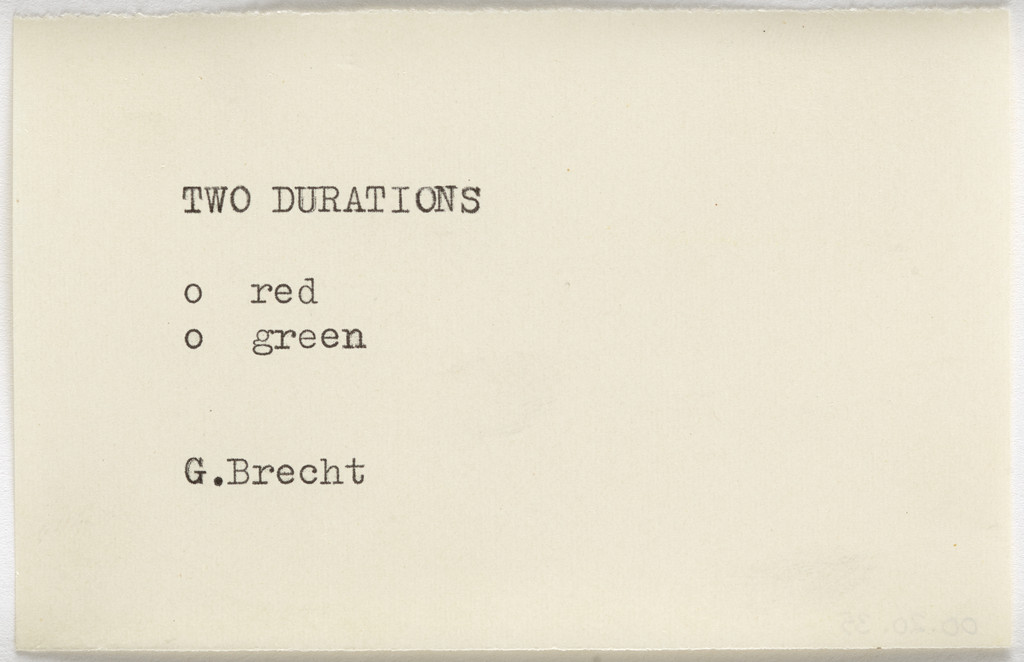 TWO DURATIONS
o red
o green
G.Brecht